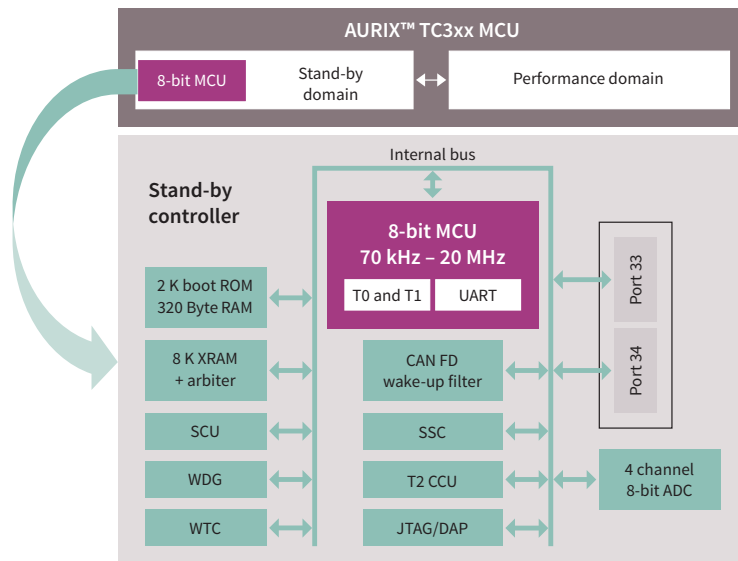 AURIX™ TC3xx MCU
8-bit MCU
Stand-by
domain
Performance domain
Internal bus
Stand-by
controller
8-bit MCU
70 kHz – 20 MHz
T0 and T1
UART
2 K boot ROM
320 Byte RAM
8 K XRAM
+ arbiter
SCU
WDG
WTC
CAN FD
wake-up filter
SSC
T2 CCU
JTAG/DAP
Port 33
Port 34
4 channel
8-bit ADC